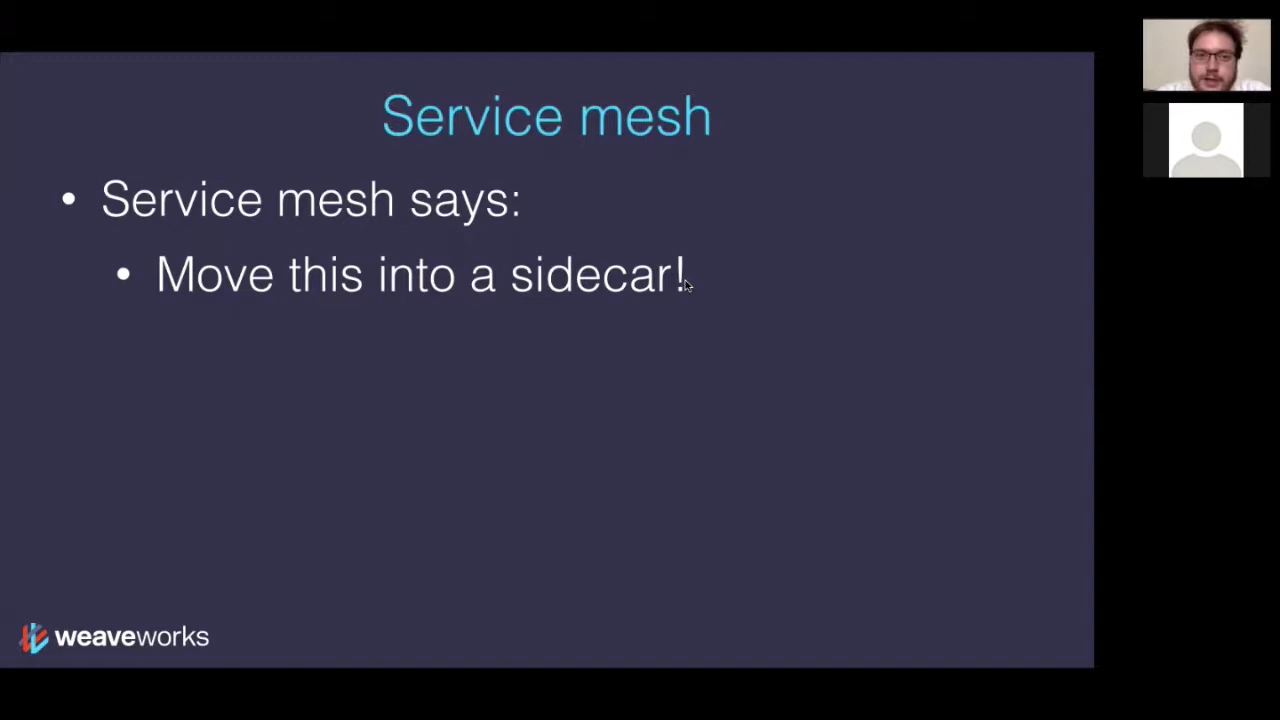 Service mesh
• Service mesh says:
• Move this into a sidecar!
weaveworks